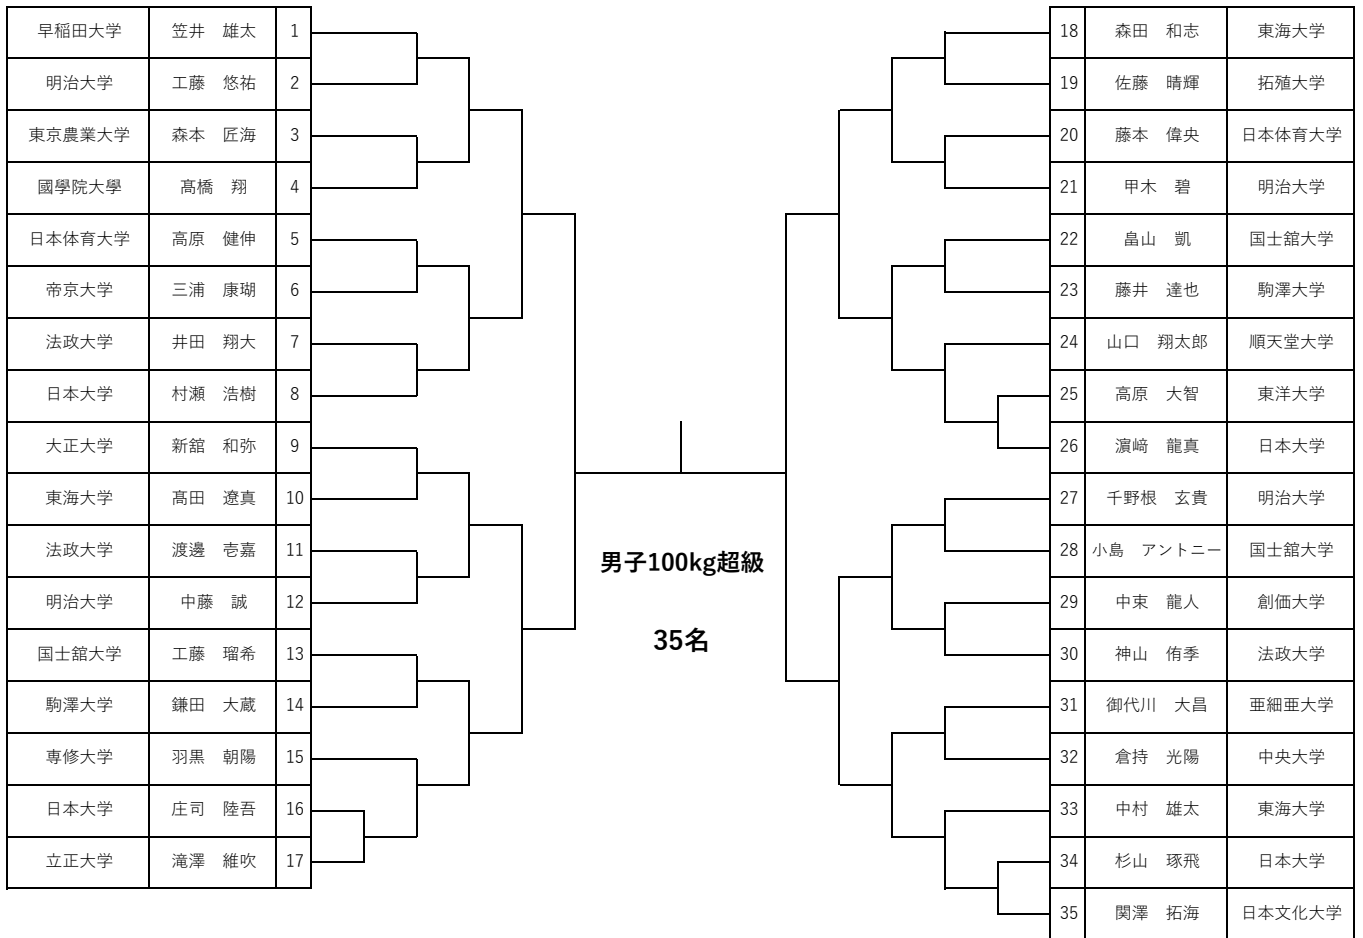 早稲田大学 笠井　雄太 1
明治大学 工藤　悠祐 2
東京農業大学 森本　匠海 3
國學院大學 髙橋　翔 4
日本体育大学 高原　健伸 5
帝京大学 三浦　康瑚 6
法政大学 井田　翔大 7
日本大学 村瀬　浩樹 8
大正大学 新舘　和弥 9
東海大学 髙田　遼真 10
法政大学 渡邊　壱嘉 11
明治大学 中藤　誠 12
国士舘大学 工藤　瑠希 13
駒澤大学 鎌田　大蔵 14
専修大学 羽黒　朝陽 15
日本大学 庄司　陸吾 16
立正大学 滝澤　維吹 17
男子100kg超級
35名
18 森田　和志 東海大学
19 佐藤　晴輝 拓殖大学
20 藤本　偉央 日本体育大学
21 甲木　碧 明治大学
22 畠山　凱 国士舘大学
23 藤井　達也 駒澤大学
24 山口　翔太郎 順天堂大学
25 高原　大智 東洋大学
26 濵﨑　龍真 日本大学
27 千野根　玄貴 明治大学
28 小島　アントニー 国士舘大学
29 中束　龍人 創価大学
30 神山　侑季 法政大学
31 御代川　大昌 亜細亜大学
32 倉持　光陽 中央大学
33 中村　雄太 東海大学
34 杉山　琢飛 日本大学
35 関澤　拓海 日本文化大学